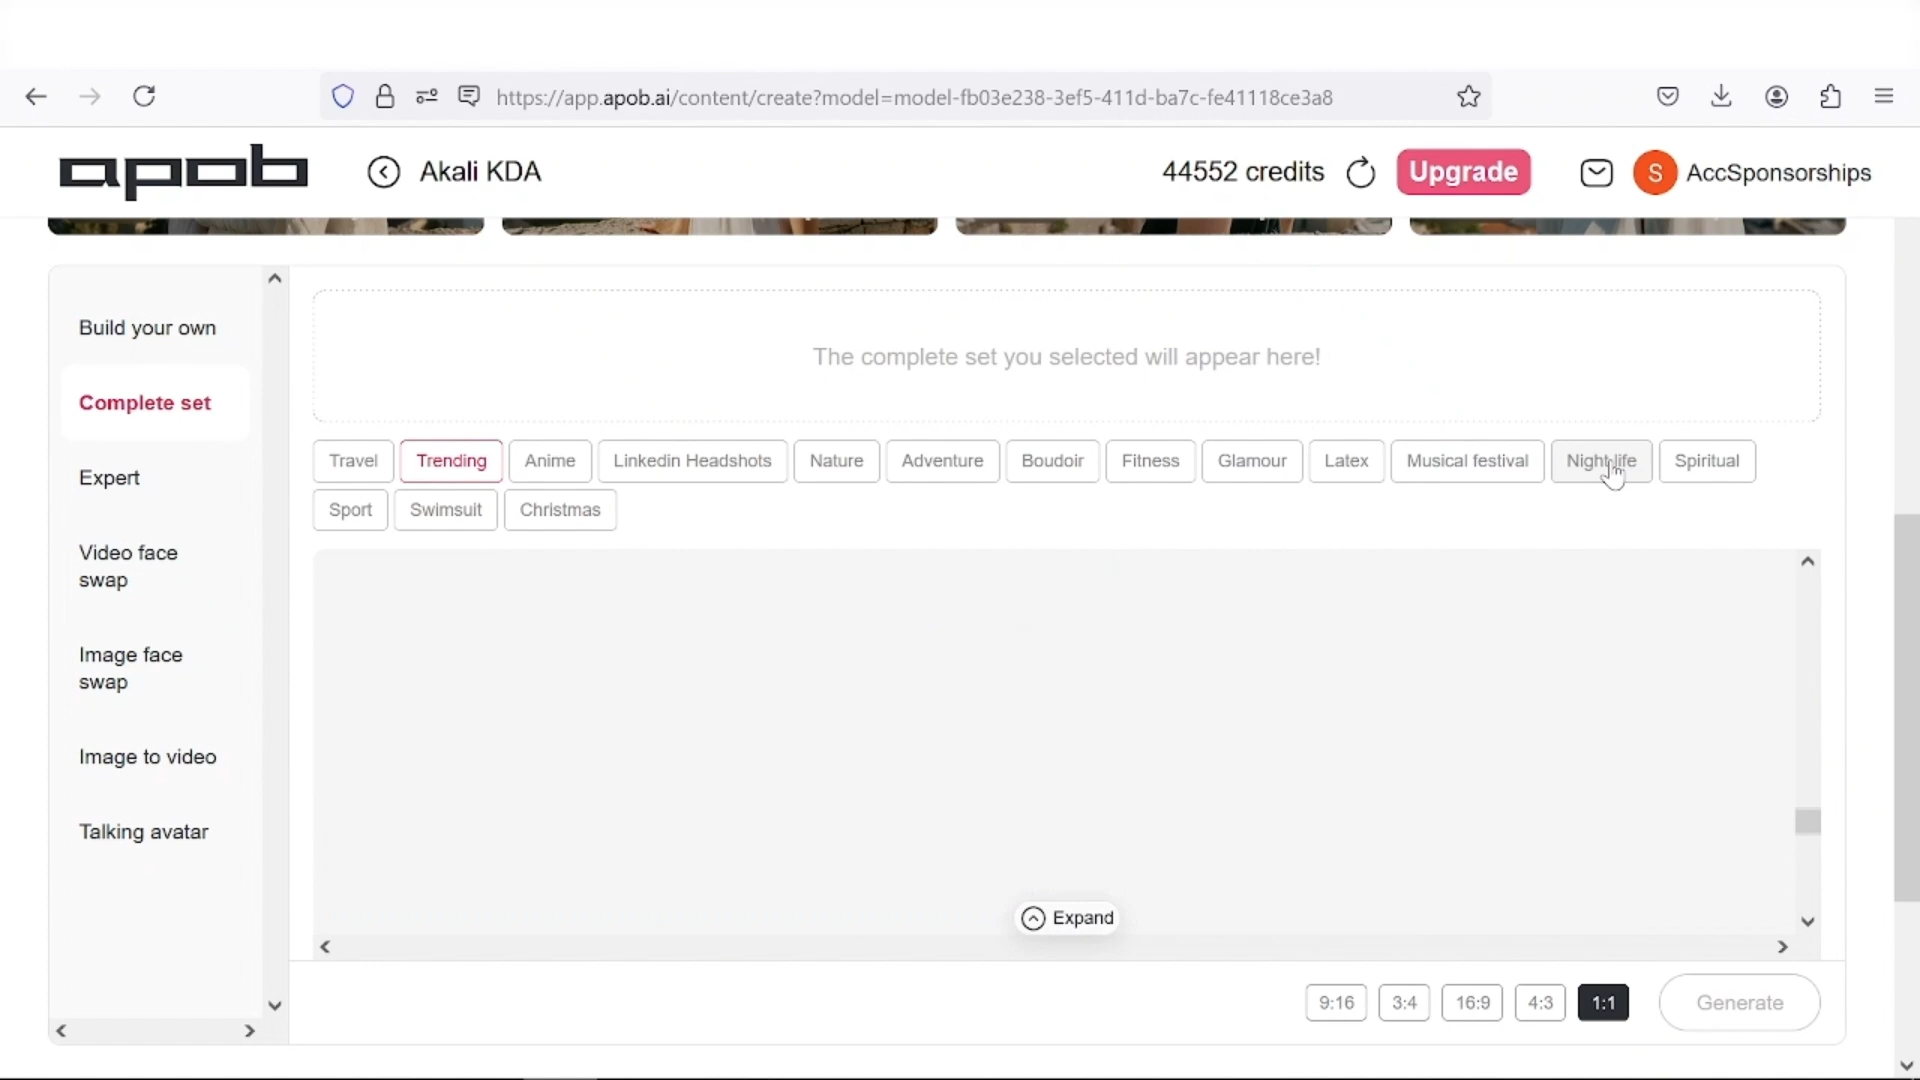 https://app.apob.ai/content/create?model=model-fb03e238-3ef5-411d-ba7c-fe41118ce3a8
apob
Akali KDA
44552 credits
Upgrade
S
AccSponsorships
Build your own
Complete set
Expert
Video face
swap
Image face
swap
Image to video
Talking avatar
The complete set you selected will appear here!
Travel Trending Anime Linkedin Headshots Nature Adventure Boudoir Fitness Glamour Latex Musical festival Night life Spiritual
Sport Swimsuit Christmas
Expand
9:16 3:4 16:9 4:3 1:1 Generate